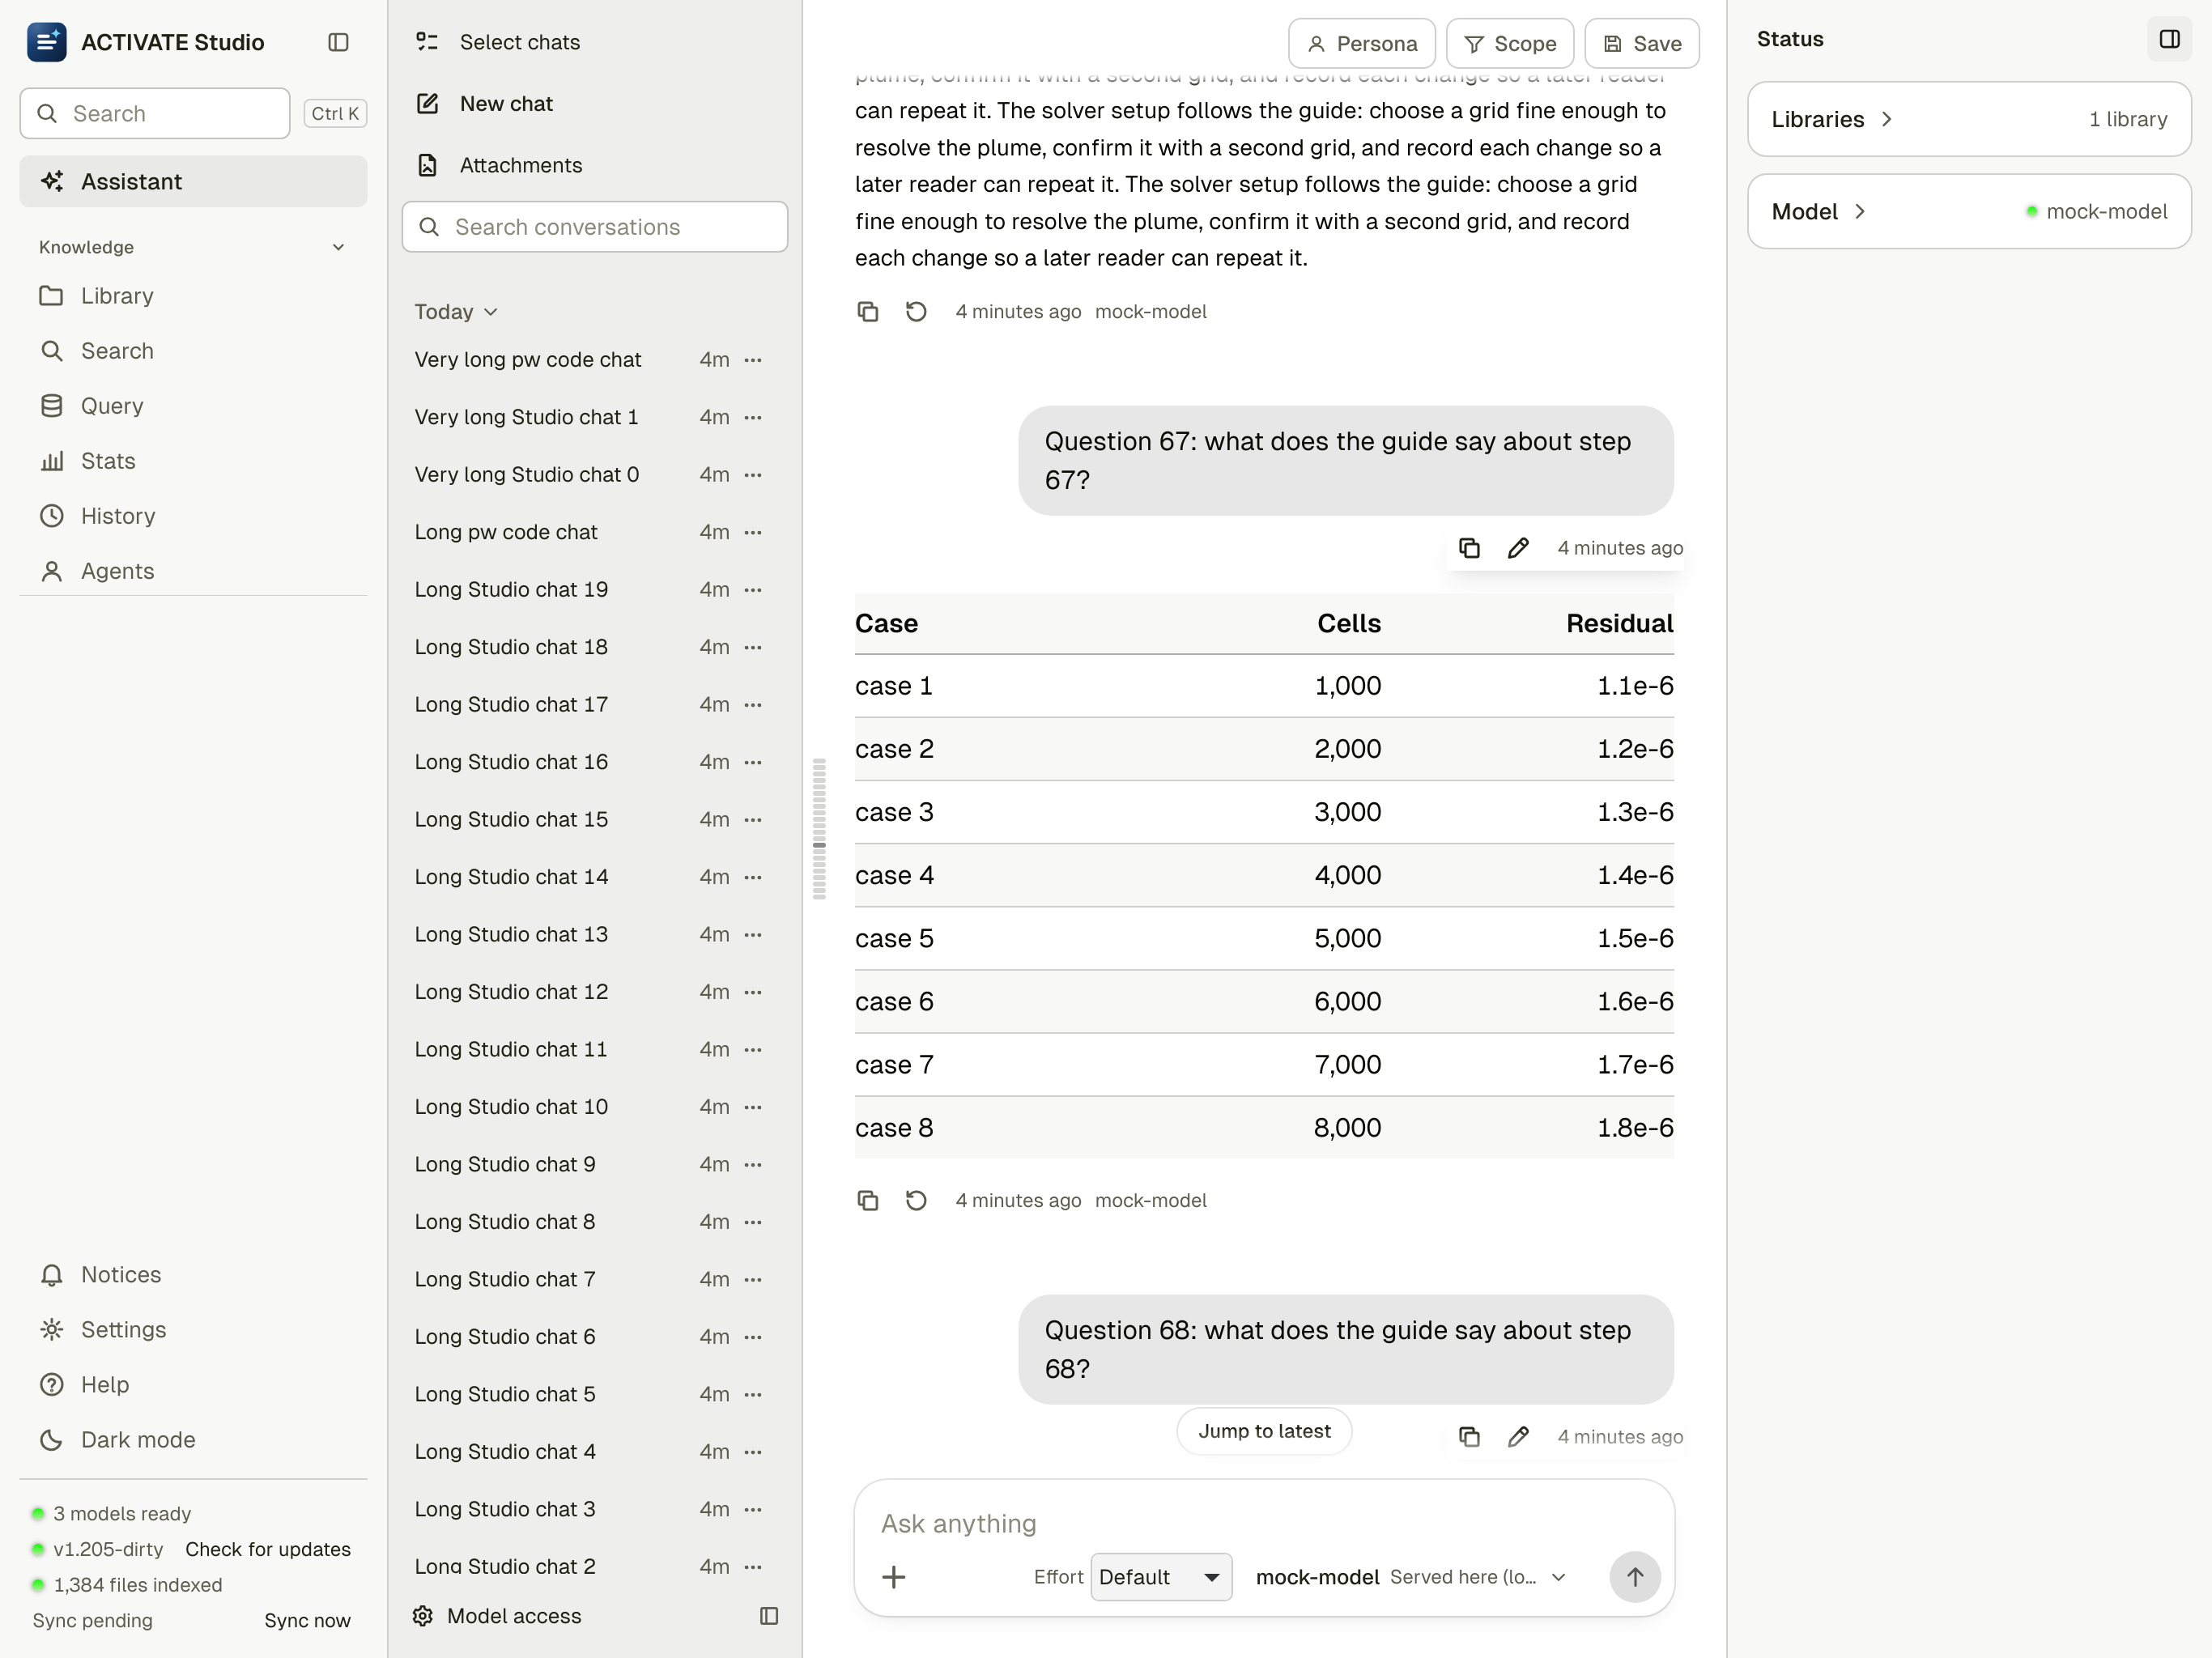 ACTIVATE Studio
Search
Ctrl K
Assistant
Knowledge
Library
Search
Query
Stats
History
Agents
Notices
Settings
Help
Dark mode
3 models ready
v1.205-dirty Check for updates
1,384 files indexed
Sync pending Sync now
Select chats
New chat
Attachments
Search conversations
Today
Very long pw code chat 4m
Very long Studio chat 1 4m
Very long Studio chat 0 4m
Long pw code chat 4m
Long Studio chat 19 4m
Long Studio chat 18 4m
Long Studio chat 17 4m
Long Studio chat 16 4m
Long Studio chat 15 4m
Long Studio chat 14 4m
Long Studio chat 13 4m
Long Studio chat 12 4m
Long Studio chat 11 4m
Long Studio chat 10 4m
Long Studio chat 9 4m
Long Studio chat 8 4m
Long Studio chat 7 4m
Long Studio chat 6 4m
Long Studio chat 5 4m
Long Studio chat 4 4m
Long Studio chat 3 4m
Long Studio chat 2 4m
Model access
Persona Scope Save
plume, confirm it with a second grid, and record each change so a later reader
can repeat it. The solver setup follows the guide: choose a grid fine enough to
resolve the plume, confirm it with a second grid, and record each change so a
later reader can repeat it. The solver setup follows the guide: choose a grid
fine enough to resolve the plume, confirm it with a second grid, and record
each change so a later reader can repeat it.
4 minutes ago mock-model
Question 67: what does the guide say about step
67?
4 minutes ago
Case Cells Residual
case 1 1,000 1.1e-6
case 2 2,000 1.2e-6
case 3 3,000 1.3e-6
case 4 4,000 1.4e-6
case 5 5,000 1.5e-6
case 6 6,000 1.6e-6
case 7 7,000 1.7e-6
case 8 8,000 1.8e-6
4 minutes ago mock-model
Question 68: what does the guide say about step
68?
Jump to latest
4 minutes ago
Ask anything
Effort Default mock-model Served here (lo...
Status
Libraries 1 library
Model mock-model